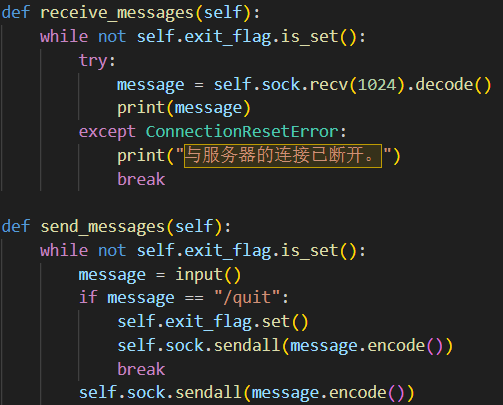 def receive_messages(self):
    while not self.exit_flag.is_set():
        try:
            message = self.sock.recv(1024).decode()
            print(message)
        except ConnectionResetError:
            print("与服务器的连接已断开。")
            break

def send_messages(self):
    while not self.exit_flag.is_set():
        message = input()
        if message == "/quit":
            self.exit_flag.set()
            self.sock.sendall(message.encode())
            break
        self.sock.sendall(message.encode())